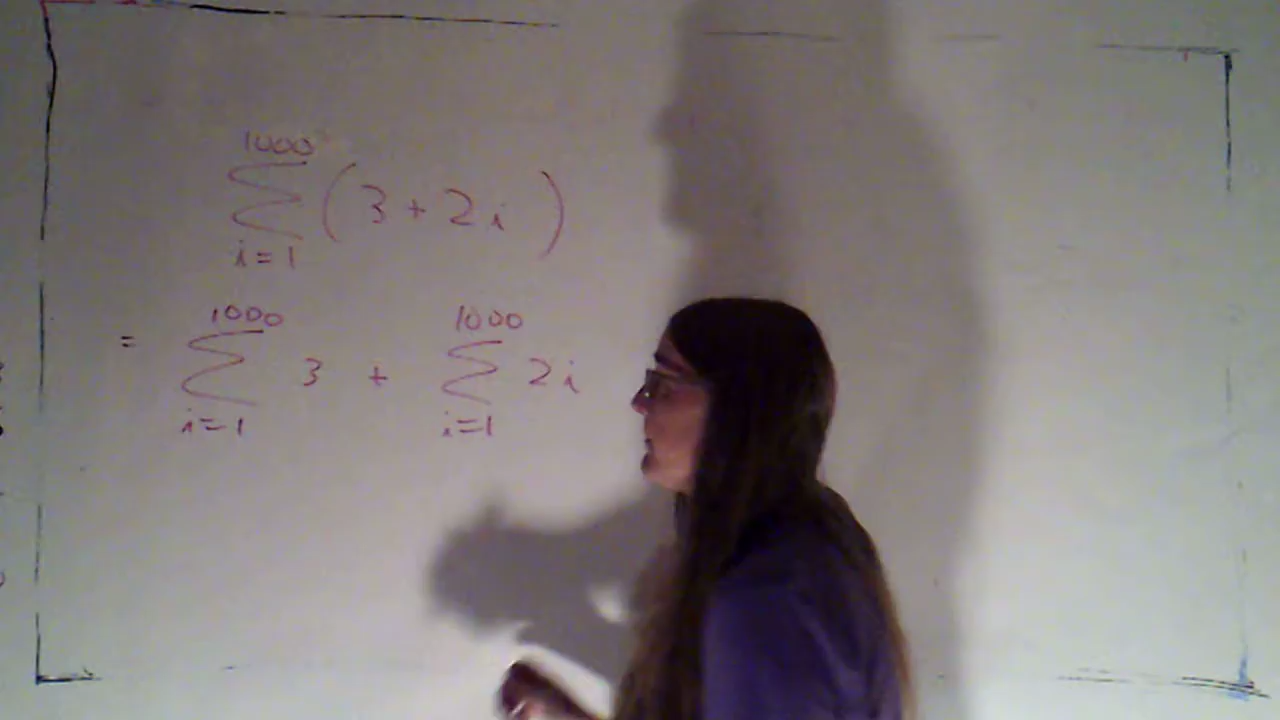 1000
∑ (3 + 2i)
i=1
1000 1000
= ∑ 3 + ∑ 2i
i=1 i=1